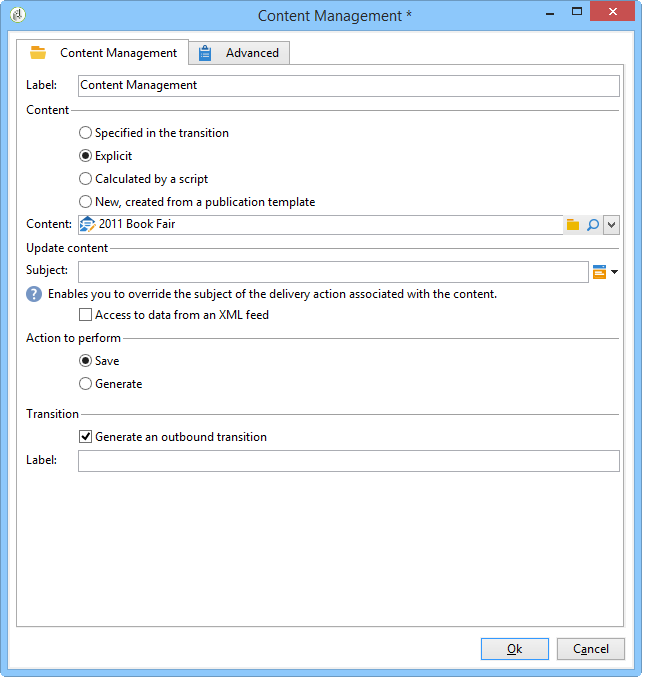 Content Management *
Content Management Advanced
Label: Content Management
Content
Specified in the transition
Explicit
Calculated by a script
New, created from a publication template
Content: 2011 Book Fair
Update content
Subject:
? Enables you to override the subject of the delivery action associated with the content.
Access to data from an XML feed
Action to perform
Save
Generate
Transition
Generate an outbound transition
Label:
Ok Cancel